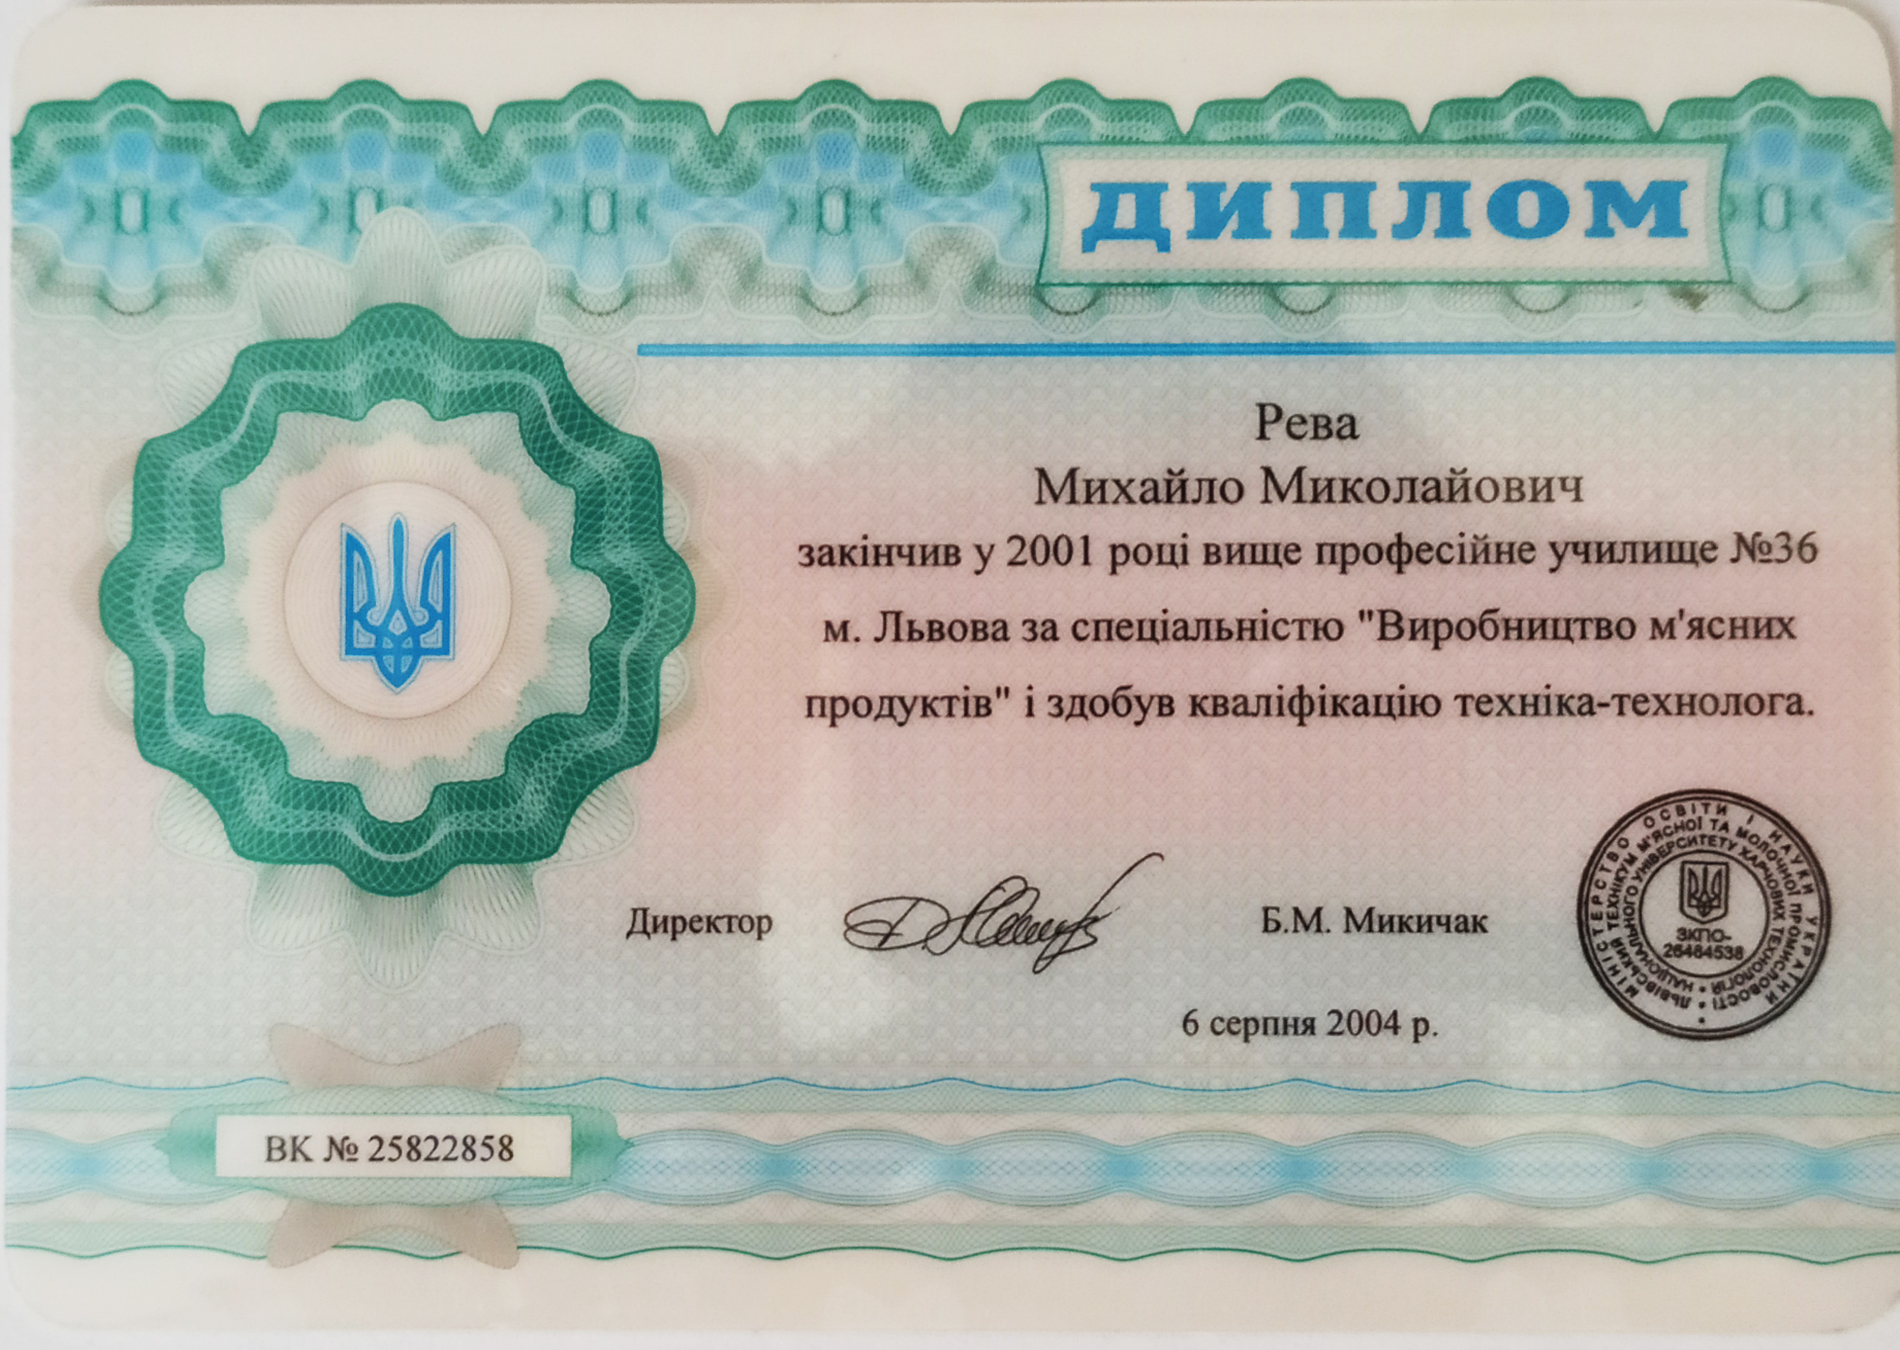 ДИПЛОМ
Рева
Михайло Миколайович
закінчив у 2001 році вище професійне училище №36
м. Львова за спеціальністю "Виробництво м'ясних
продуктів" і здобув кваліфікацію техніка-технолога.
Директор
Б.М. Микичак
6 серпня 2004 р.
МІНІСТЕРСТВО ОСВІТИ І НАУКИ УКРАЇНИ
ЛЬВІВСЬКИЙ ТЕХНІКУМ М'ЯСНОЇ ТА МОЛОЧНОЇ ПРОМИСЛОВОСТІ
НАЦІОНАЛЬНОГО УНІВЕРСИТЕТУ ХАРЧОВИХ ТЕХНОЛОГІЙ
ЗКПО-
26484538
ВК № 25822858